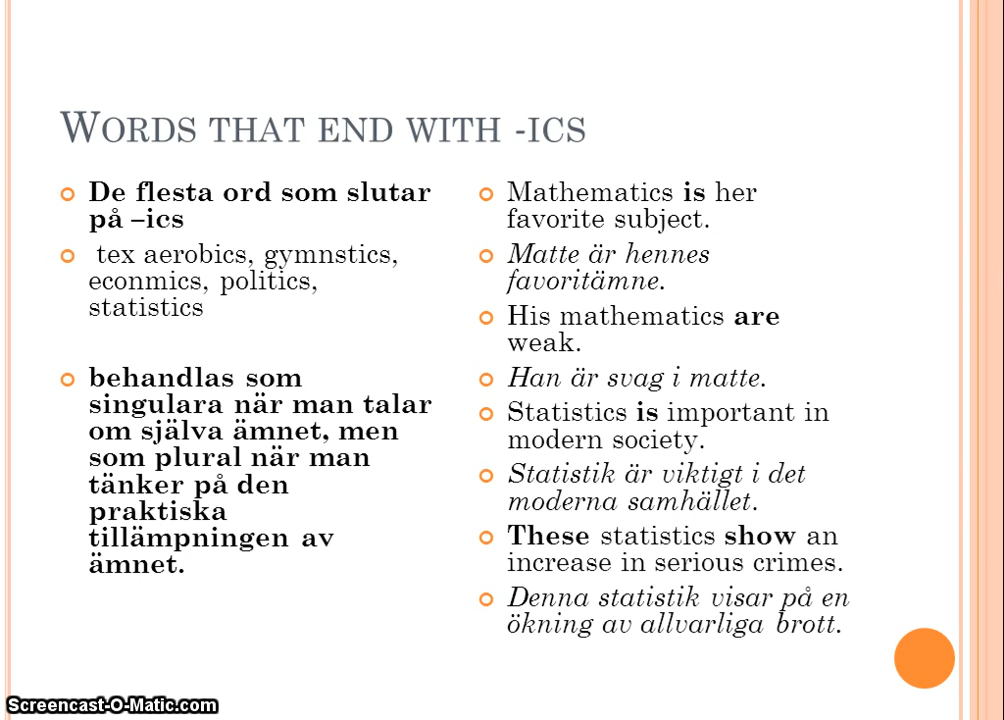 WORDS THAT END WITH -ICS
De flesta ord som slutar
på –ics
tex aerobics, gymnstics,
econmics, politics,
statistics
behandlas som
singulara när man talar
om själva ämnet, men
som plural när man
tänker på den
praktiska
tillämpningen av
ämnet.
Mathematics is her
favorite subject.
Matte är hennes
favoritämne.
His mathematics are
weak.
Han är svag i matte.
Statistics is important in
modern society.
Statistik är viktigt i det
moderna samhället.
These statistics show an
increase in serious crimes.
Denna statistik visar på en
ökning av allvarliga brott.
Screencast-O-Matic.com